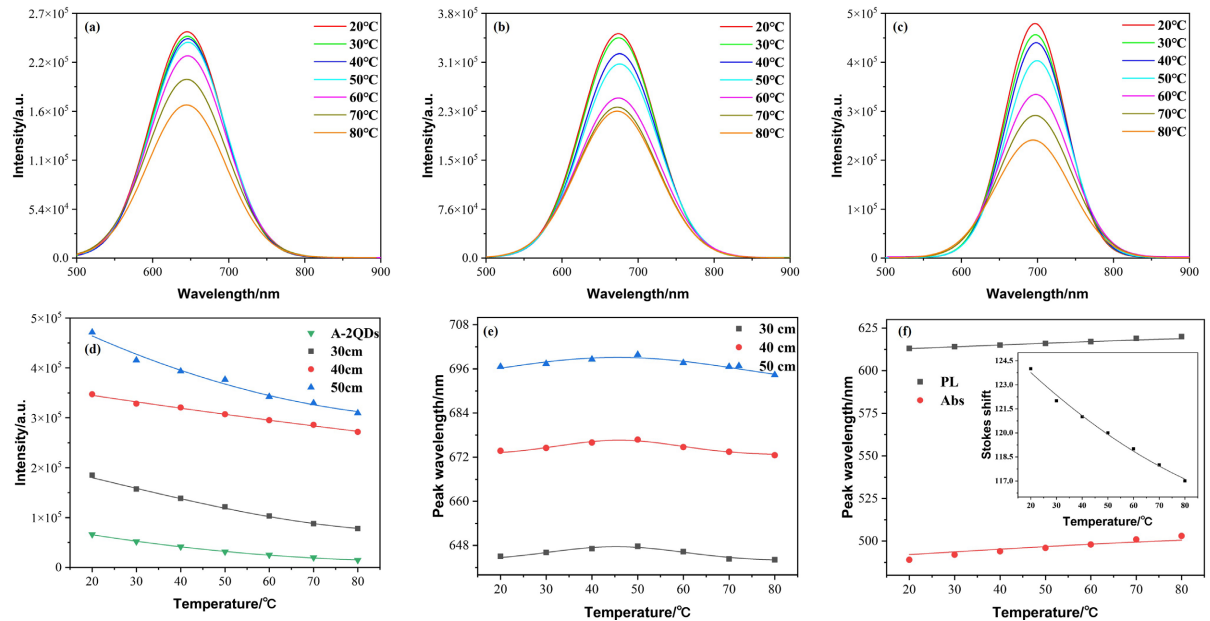 (a)
20℃
30℃
40℃
50℃
60℃
70℃
80℃
2.7×10⁵
2.2×10⁵
1.6×10⁵
1.1×10⁵
5.4×10⁴
0.0
Intensity/a.u.
500 600 700 800 900
Wavelength/nm
(b)
20℃
30℃
40℃
50℃
60℃
70℃
80℃
3.8×10⁵
3.1×10⁵
2.3×10⁵
1.5×10⁵
7.6×10⁴
0.0
Intensity/a.u.
500 600 700 800 900
Wavelength/nm
(c)
20℃
30℃
40℃
50℃
60℃
70℃
80℃
5×10⁵
4×10⁵
3×10⁵
2×10⁵
1×10⁵
0
Intensity/a.u.
500 600 700 800 900
Wavelength/nm
(d)
A-2QDs
30cm
40cm
50cm
5×10⁵
4×10⁵
3×10⁵
2×10⁵
1×10⁵
0
Intensity/a.u.
20 30 40 50 60 70 80
Temperature/℃
(e)
30 cm
40 cm
50 cm
708
696
684
672
660
648
Peak wavelength/nm
20 30 40 50 60 70 80
Temperature/℃
(f)
PL
Abs
625
600
575
550
525
500
Peak wavelength/nm
20 30 40 50 60 70 80
Temperature/℃
124.5
123.0
121.5
120.0
118.5
117.0
Stokes shift
20 30 40 50 60 70 80
Temperature/℃